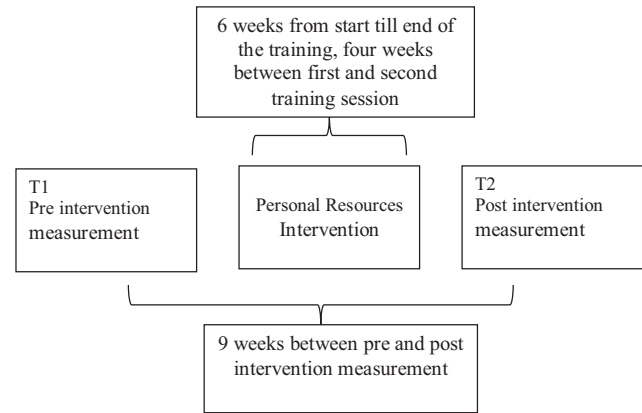 6 weeks from start till end of
the training, four weeks
between first and second
training session
T1
Pre intervention
measurement
Personal Resources
Intervention
T2
Post intervention
measurement
9 weeks between pre and post
intervention measurement